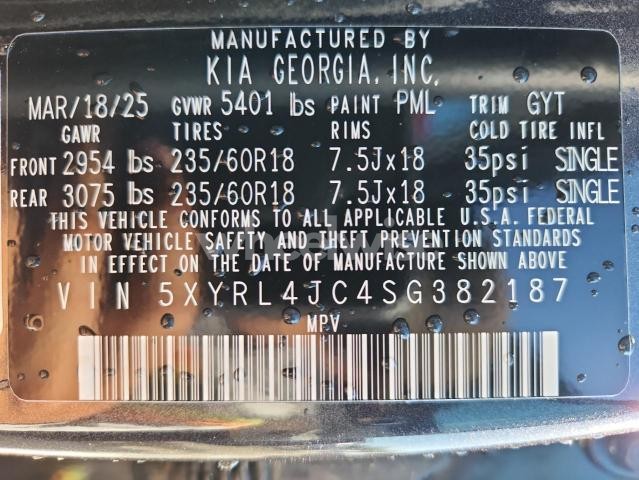 MANUFACTURED BY
KIA GEORGIA, INC.
MAR/18/25 GVWR 5401 lbs PAINT PML TRIM GYT
GAWR TIRES RIMS COLD TIRE INFL
FRONT 2954 lbs 235/60R18 7.5Jx18 35psi SINGLE
REAR 3075 lbs 235/60R18 7.5Jx18 35psi SINGLE
THIS VEHICLE CONFORMS TO ALL APPLICABLE U.S.A. FEDERAL
MOTOR VEHICLE SAFETY AND THEFT PREVENTION STANDARDS
IN EFFECT ON THE DATE OF MANUFACTURE SHOWN ABOVE
VIN 5XYRL4JC4SG382187
MPV